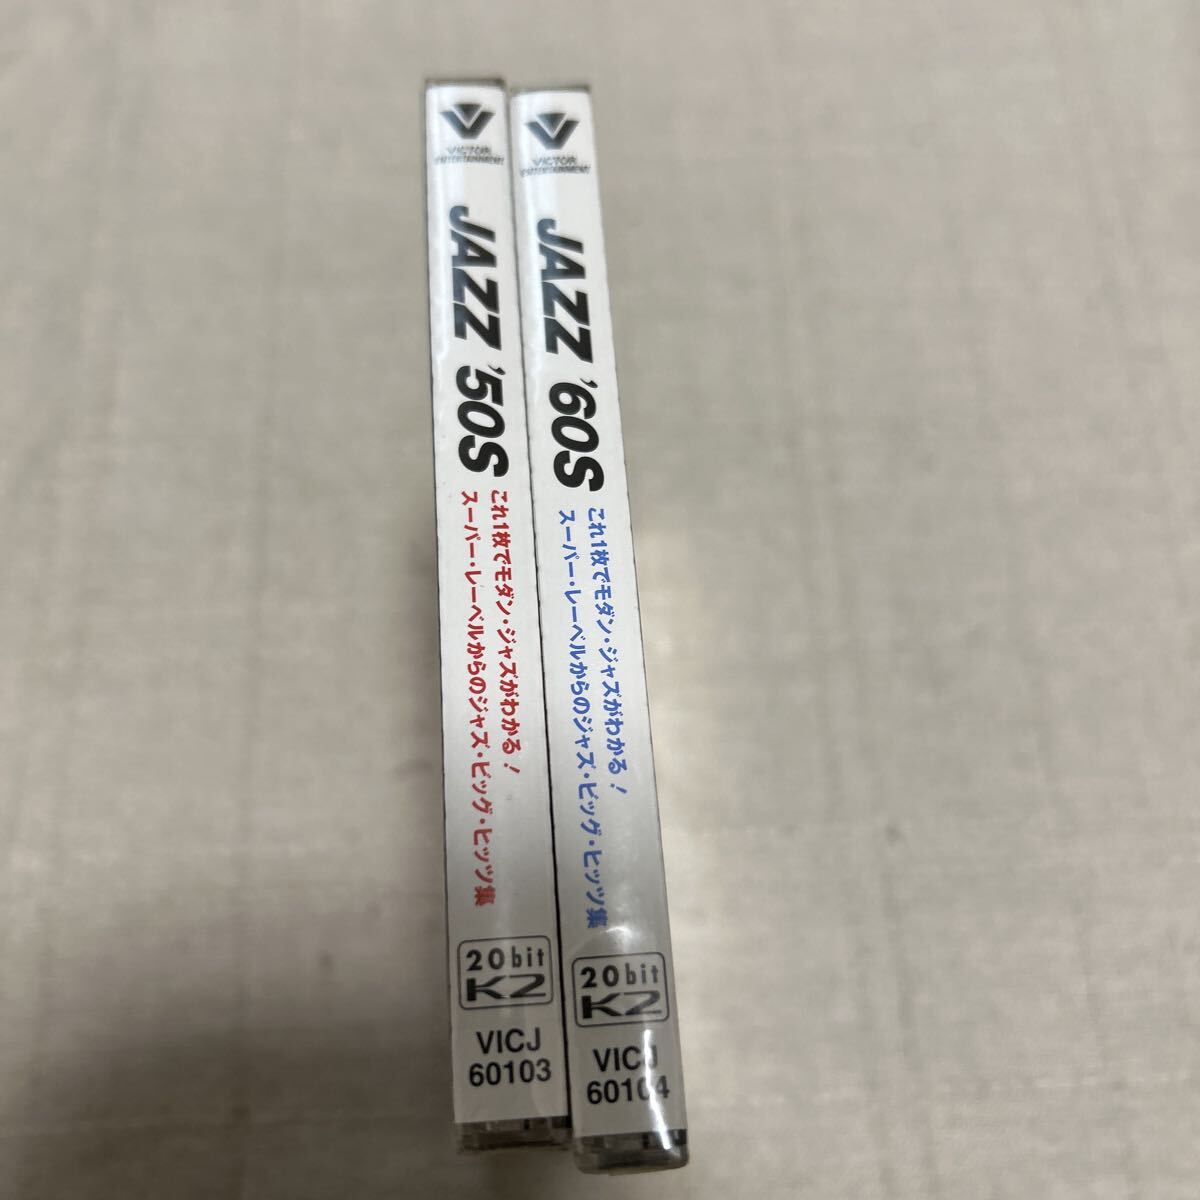 VICTOR
ENTERTAINMENT
JAZZ '50S
これ1枚でモダン・ジャズがわかる!
スーパー・レーベルからのジャズ・ビッグ・ヒッツ集
20bit
K2
VICJ
60103
VICTOR
ENTERTAINMENT
JAZZ '60S
これ1枚でモダン・ジャズがわかる!
スーパー・レーベルからのジャズ・ビッグ・ヒッツ集
20bit
K2
VICJ
60104